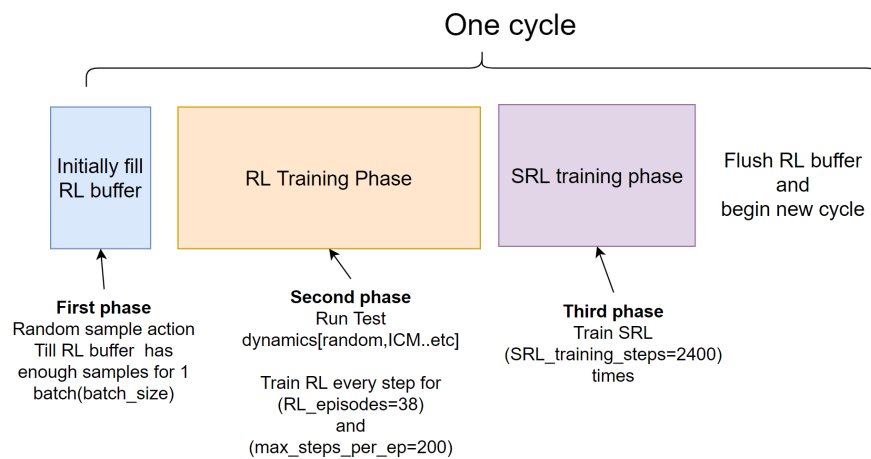 One cycle
Initially fill
RL buffer
RL Training Phase
SRL training phase
Flush RL buffer
and
begin new cycle
First phase
Random sample action
Till RL buffer has
enough samples for 1
batch(batch_size)
Second phase
Run Test
dynamics[random,ICM..etc]
Train RL every step for
(RL_episodes=38)
and
(max_steps_per_ep=200)
Third phase
Train SRL
(SRL_training_steps=2400)
times